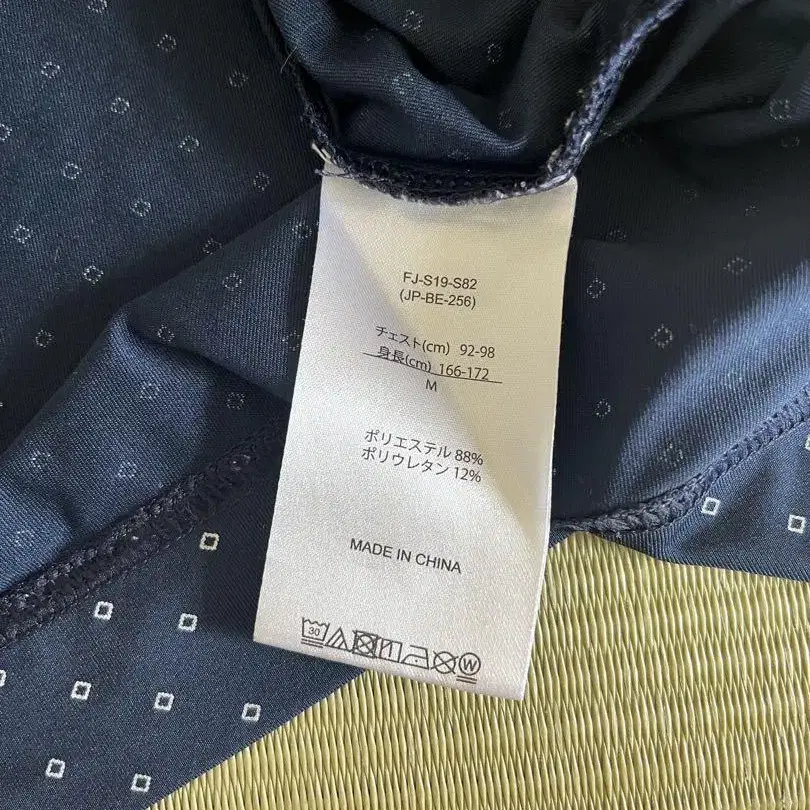 FJ-S19-S82
(JP-BE-256)
チェスト(cm) 92-98
身長(cm) 166-172
M
ポリエステル 88%
ポリウレタン 12%
MADE IN CHINA
30 W